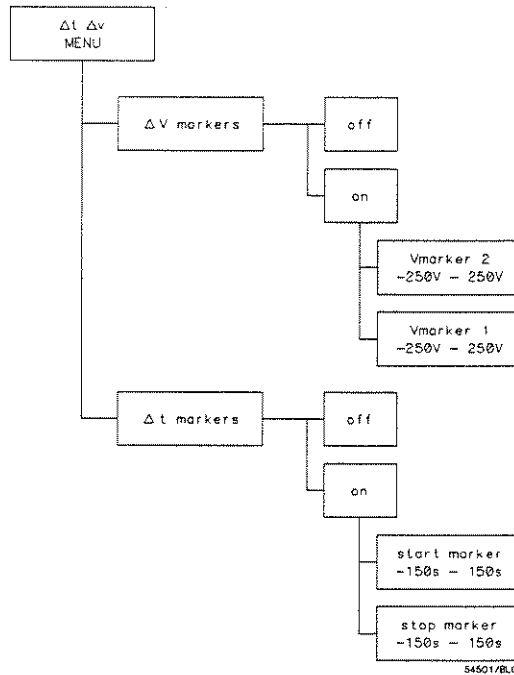 Δt Δv
MENU
ΔV markers
off
on
Vmarker 2
-250V - 250V
Vmarker 1
-250V - 250V
Δt markers
off
on
start marker
-150s - 150s
stop marker
-150s - 150s